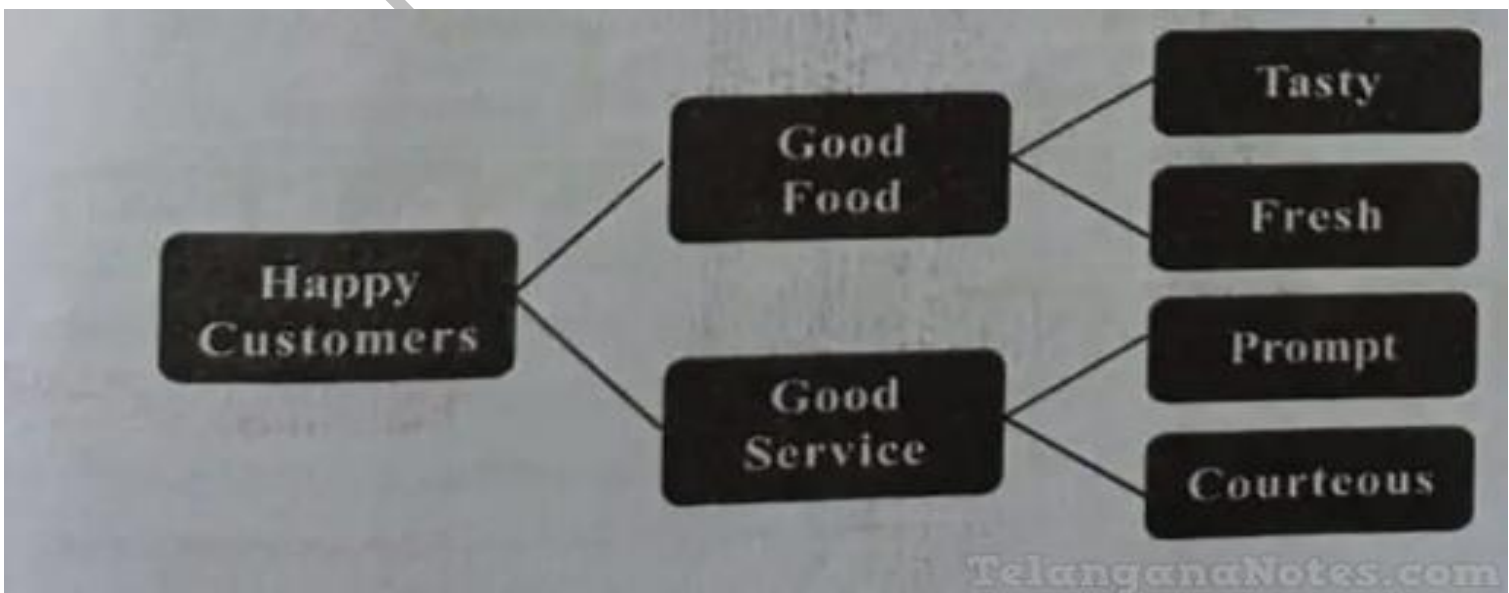 Happy
Customers
Good
Food
Good
Service
Tasty
Fresh
Prompt
Courteous
TelanganaNotes.com